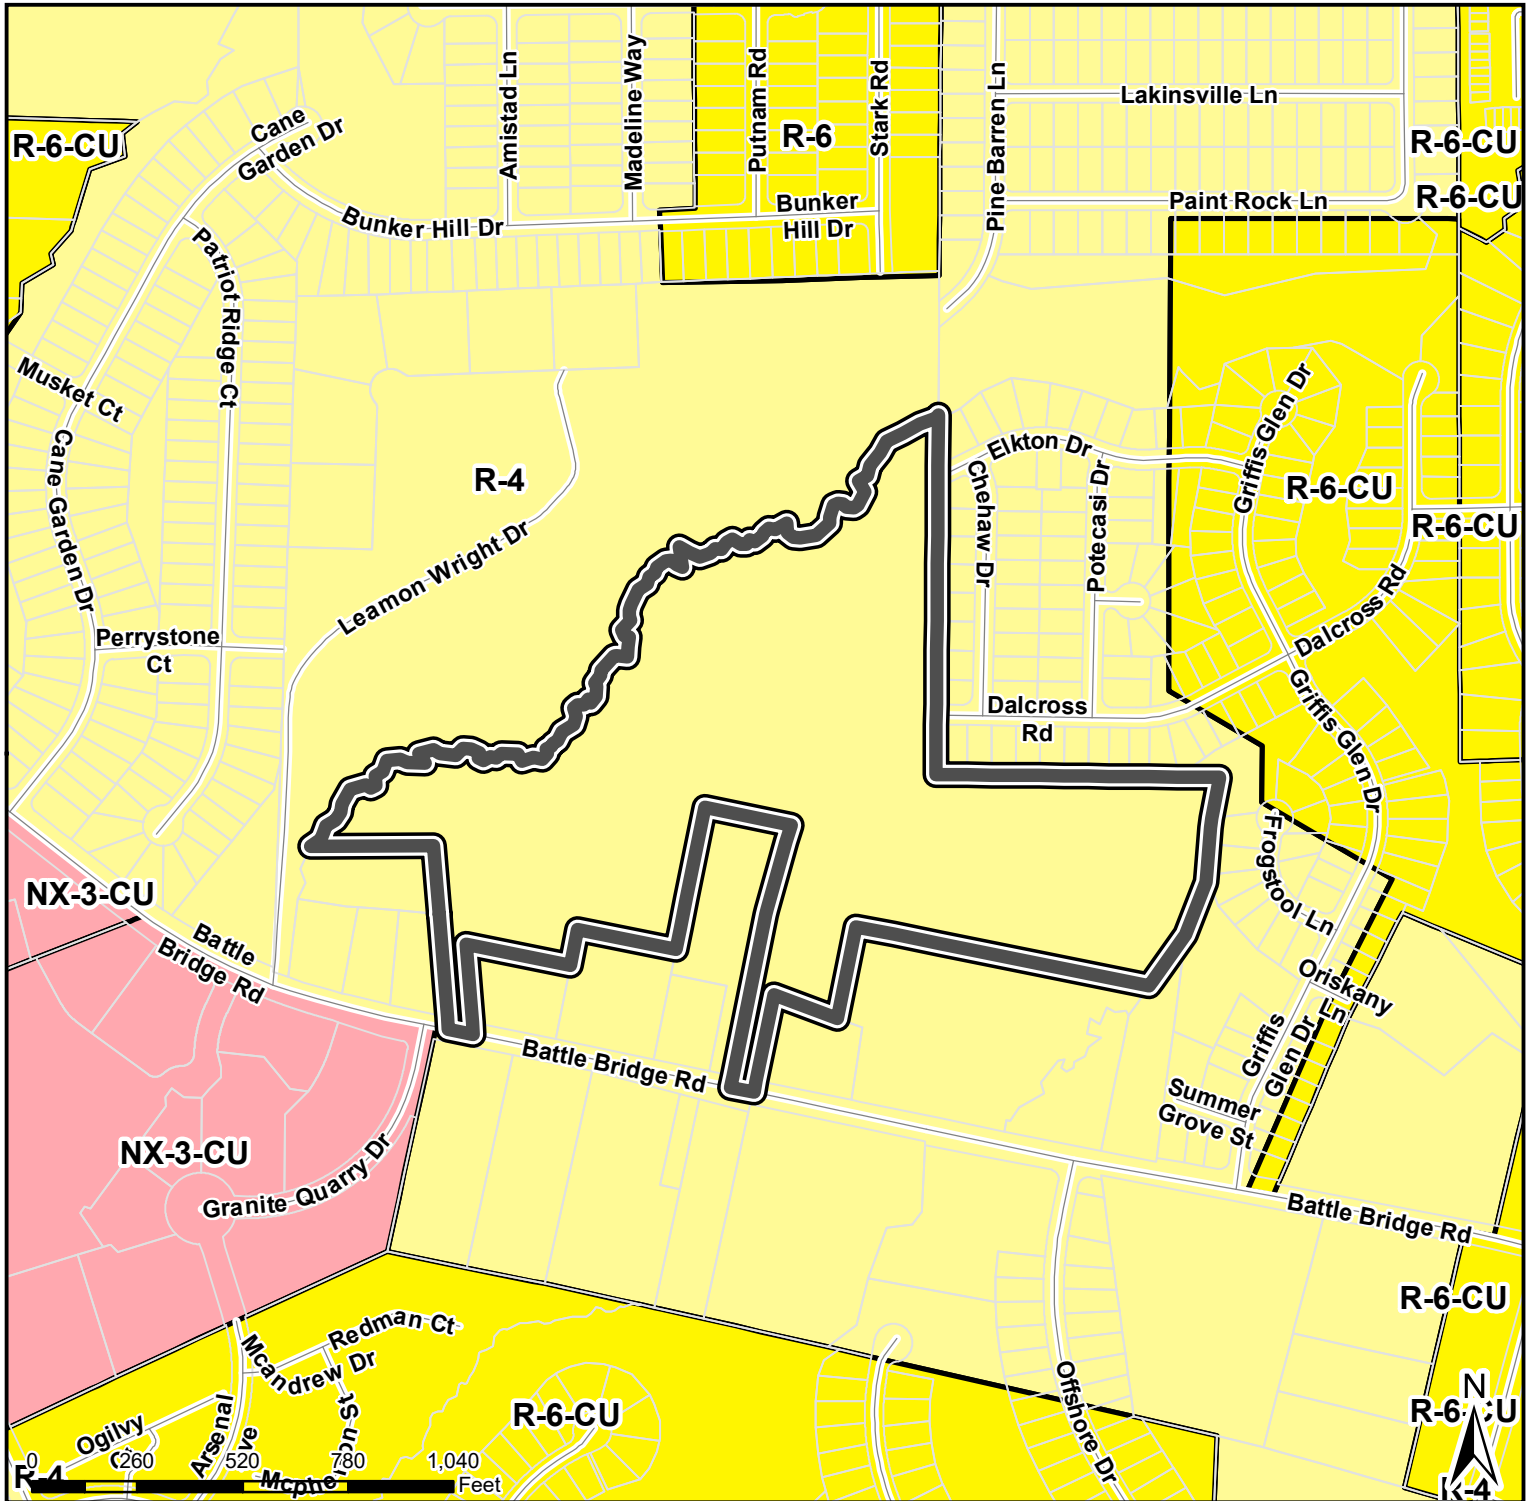 Amistad Ln
Madeline Way
Putnam Rd
R-6
Stark Rd
Pine Barren Ln
Lakinsville Ln
R-6-CU
R-6-CU
Cane
Garden Dr
R-6-CU
Paint Rock Ln
Bunker
Hill Dr
Bunker Hill Dr
Patriot Ridge Ct
Musket Ct
Cane Garden Dr
R-4
Leamon Wright Dr
Perrystone
Ct
Elkton Dr
Chehaw Dr
Potecasi Dr
Griffis Glen Dr
R-6-CU
R-6-CU
Dalcross Rd
Dalcross
Rd
Griffis Glen Dr
Frogstool Ln
NX-3-CU
Battle
Bridge Rd
Oriskany
Ln
Griffis
Glen Dr
Battle Bridge Rd
Summer
Grove St
NX-3-CU
Granite Quarry Dr
Battle Bridge Rd
R-6-CU
Redman Ct
Mcandrew Dr
Offshore Dr
R-6-CU
N
R-6-CU
Ogilvy
Arsenal
0 260 520 780 1,040
Feet
R-4
R-4